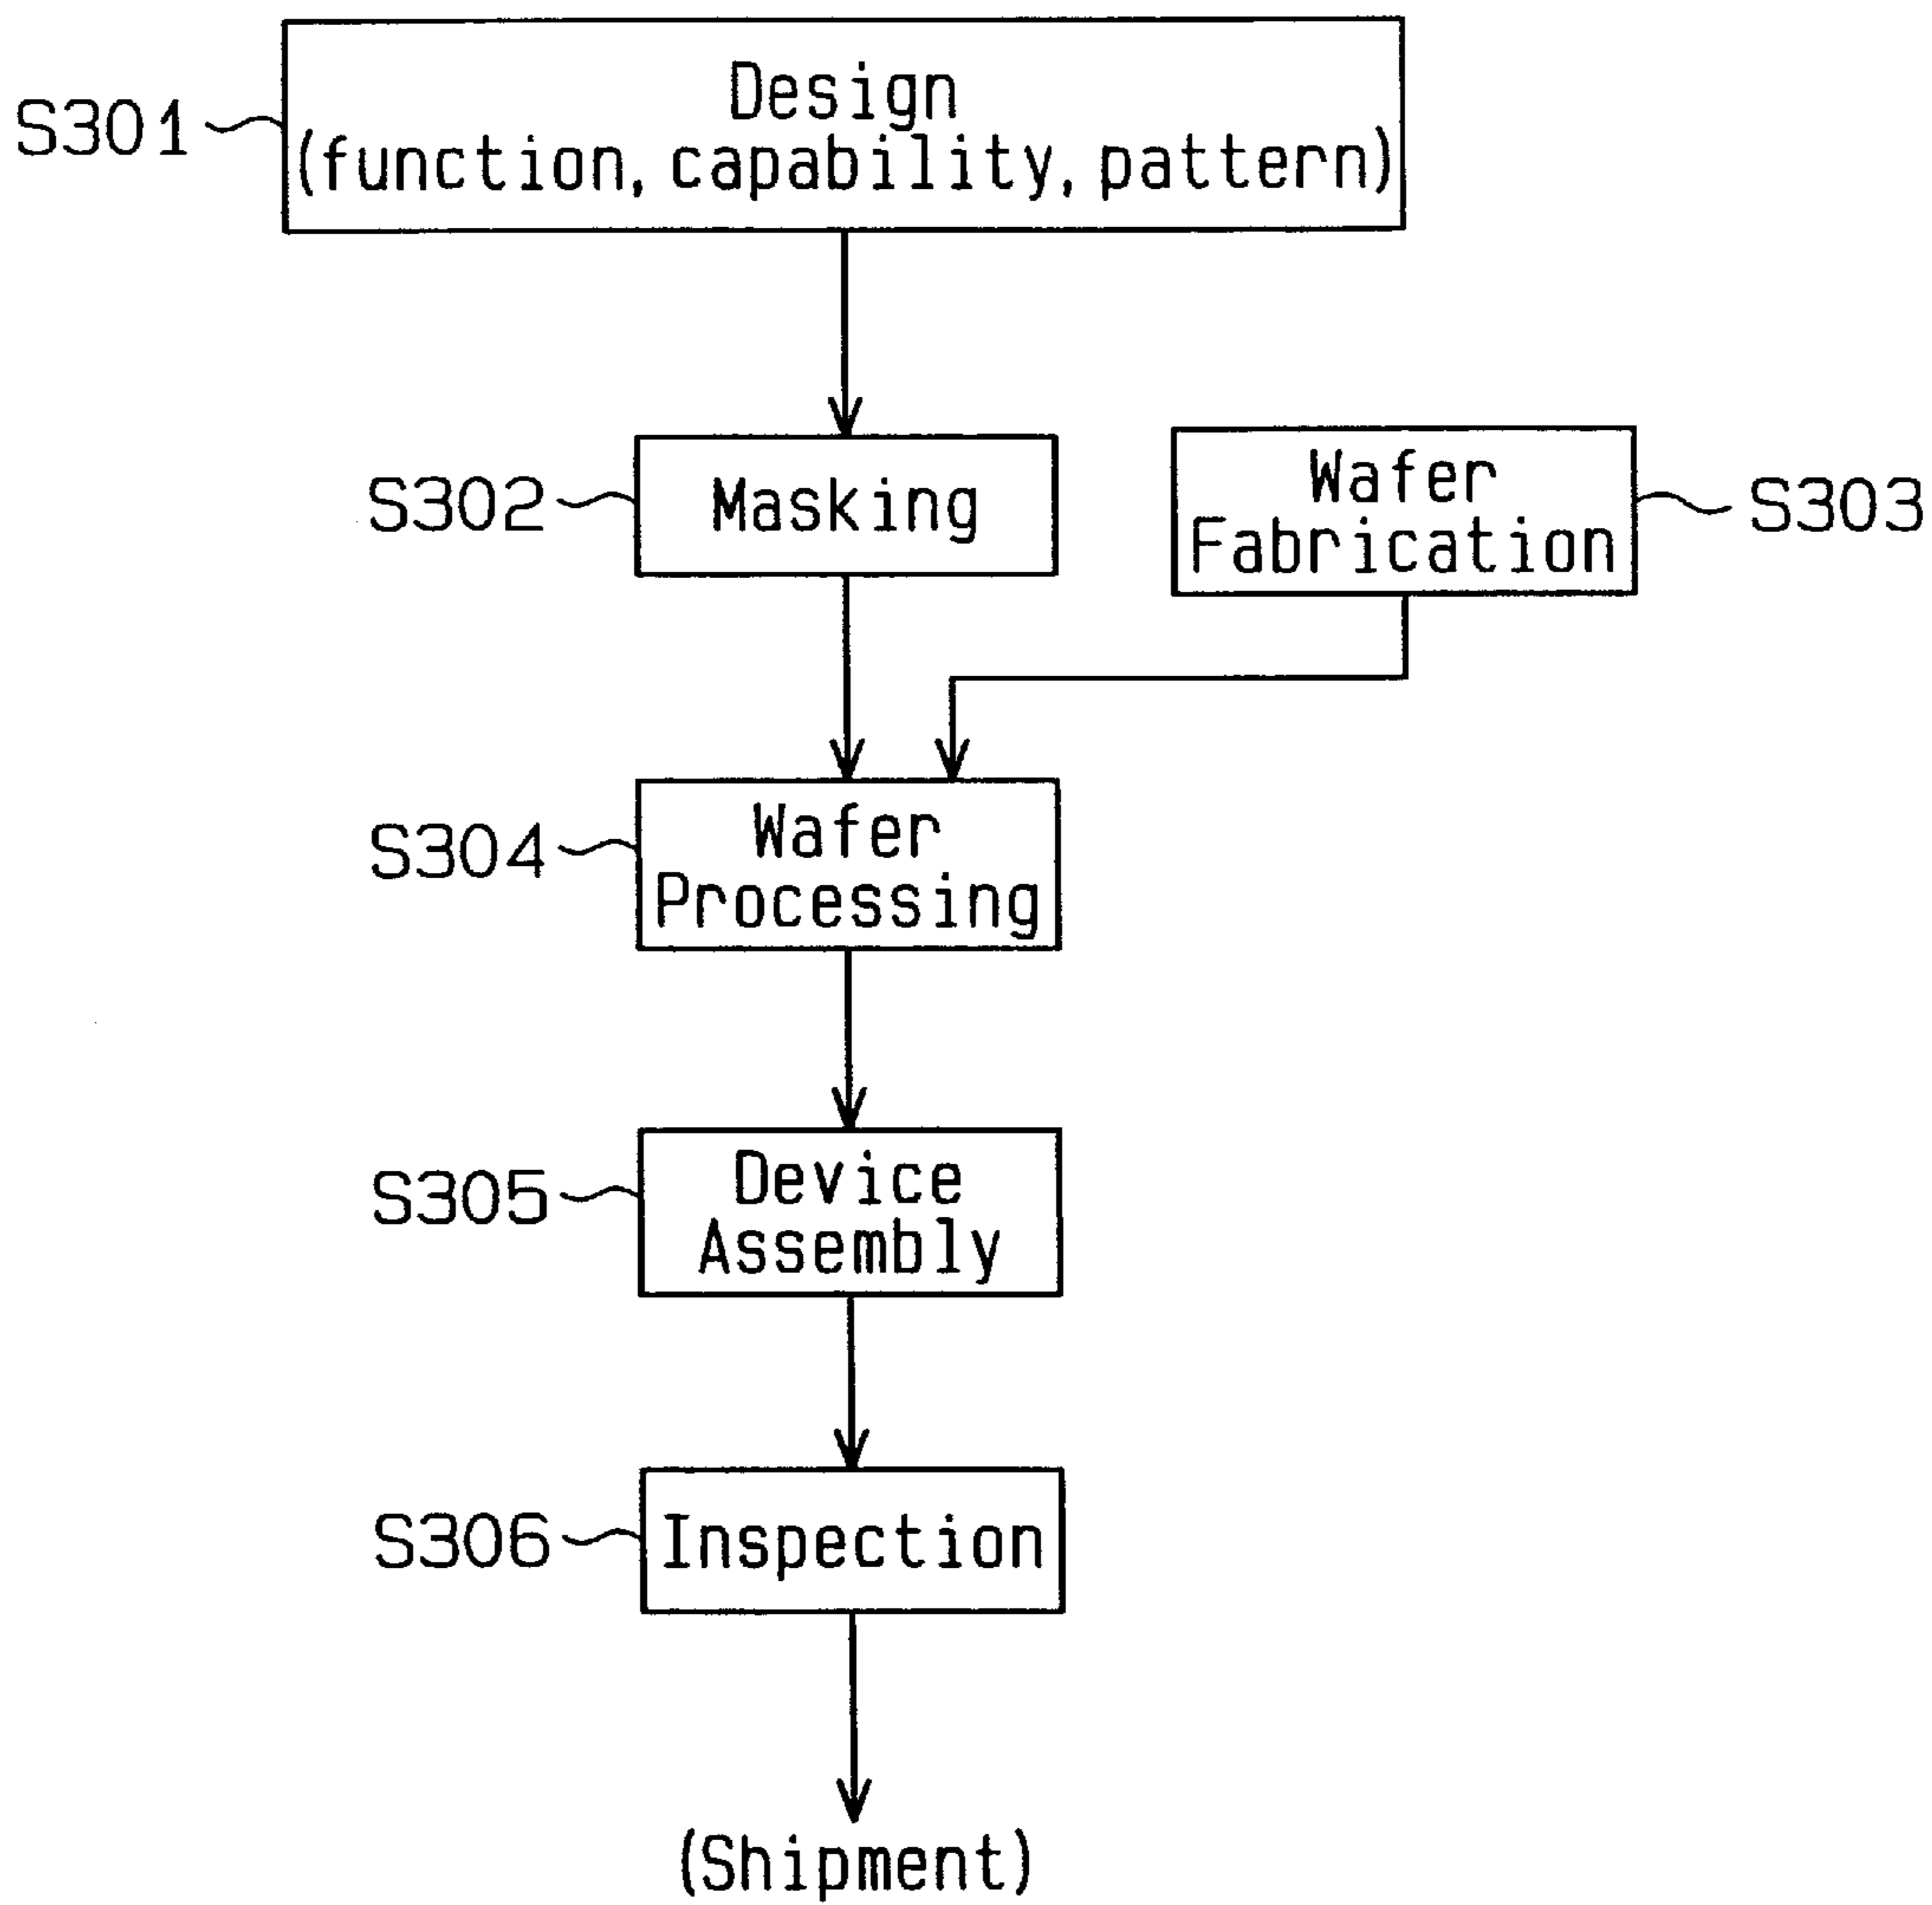 S301
Design
(function, capability, pattern)
S302
Masking
Wafer
Fabrication
S303
S304
Wafer
Processing
S305
Device
Assembly
S306
Inspection
(Shipment)